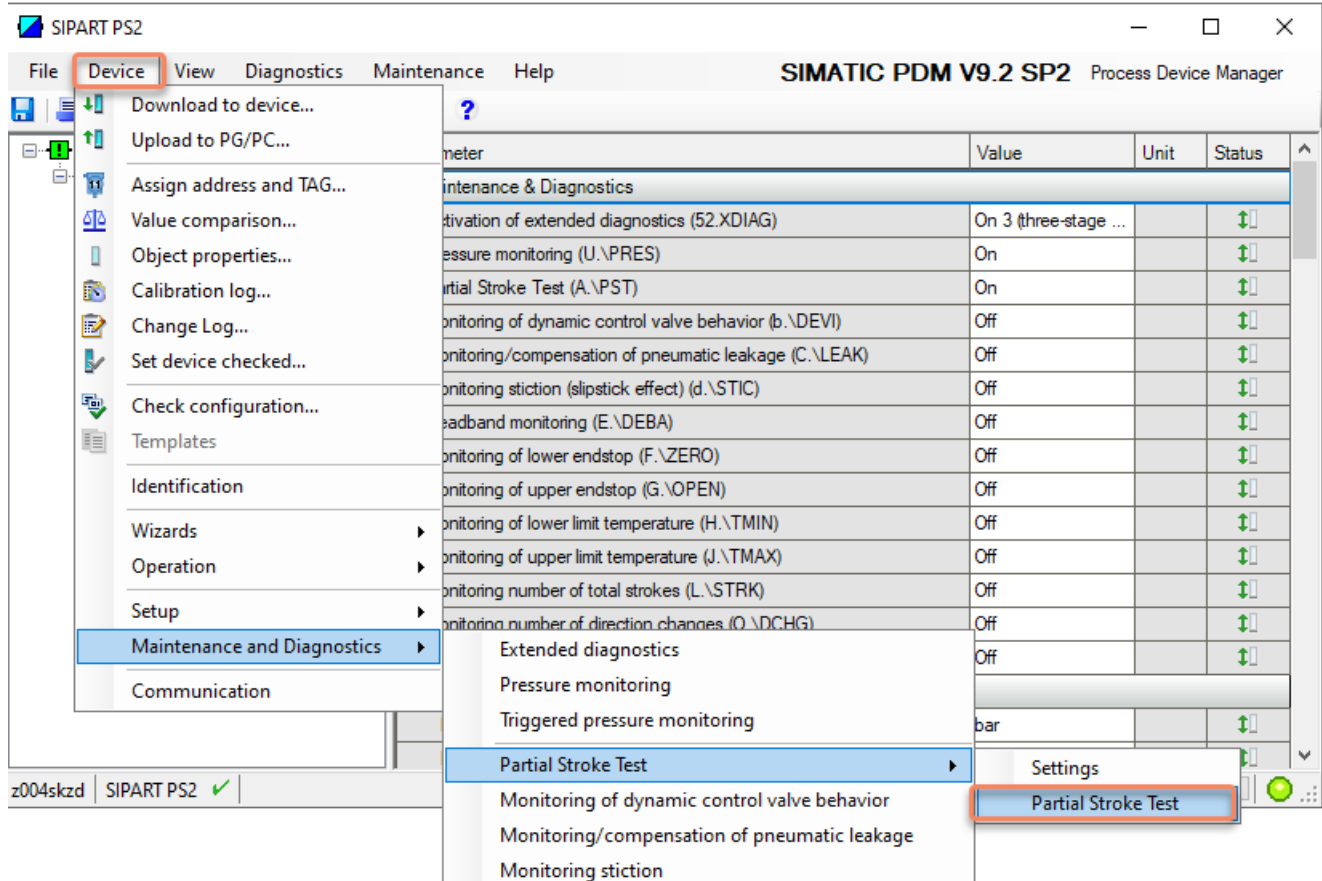 SIPART PS2
File Device View Diagnostics Maintenance Help SIMATIC PDM V9.2 SP2 Process Device Manager
Download to device...
Upload to PG/PC...
Assign address and TAG...
Value comparison...
Object properties...
Calibration log...
Change Log...
Set device checked...
Check configuration...
Templates
Identification
Wizards
Operation
Setup
Maintenance and Diagnostics
Communication
?
meter Value Unit Status
intenance & Diagnostics
tivation of extended diagnostics (52.XDIAG) On 3 (three-stage ...
essure monitoring (U.\PRES) On
rtial Stroke Test (A.\PST) On
onitoring of dynamic control valve behavior (b.\DEVI) Off
onitoring/compensation of pneumatic leakage (C.\LEAK) Off
onitoring stiction (slipstick effect) (d.\STIC) Off
eadband monitoring (E.\DEBA) Off
onitoring of lower endstop (F.\ZERO) Off
onitoring of upper endstop (G.\OPEN) Off
onitoring of lower limit temperature (H.\TMIN) Off
onitoring of upper limit temperature (J.\TMAX) Off
onitoring number of total strokes (L.\STRK) Off
onitoring number of direction changes (O.\DCHG) Off
Off
bar
Extended diagnostics
Pressure monitoring
Triggered pressure monitoring
Partial Stroke Test
Monitoring of dynamic control valve behavior
Monitoring/compensation of pneumatic leakage
Monitoring stiction
Settings
Partial Stroke Test
z004skzd SIPART PS2